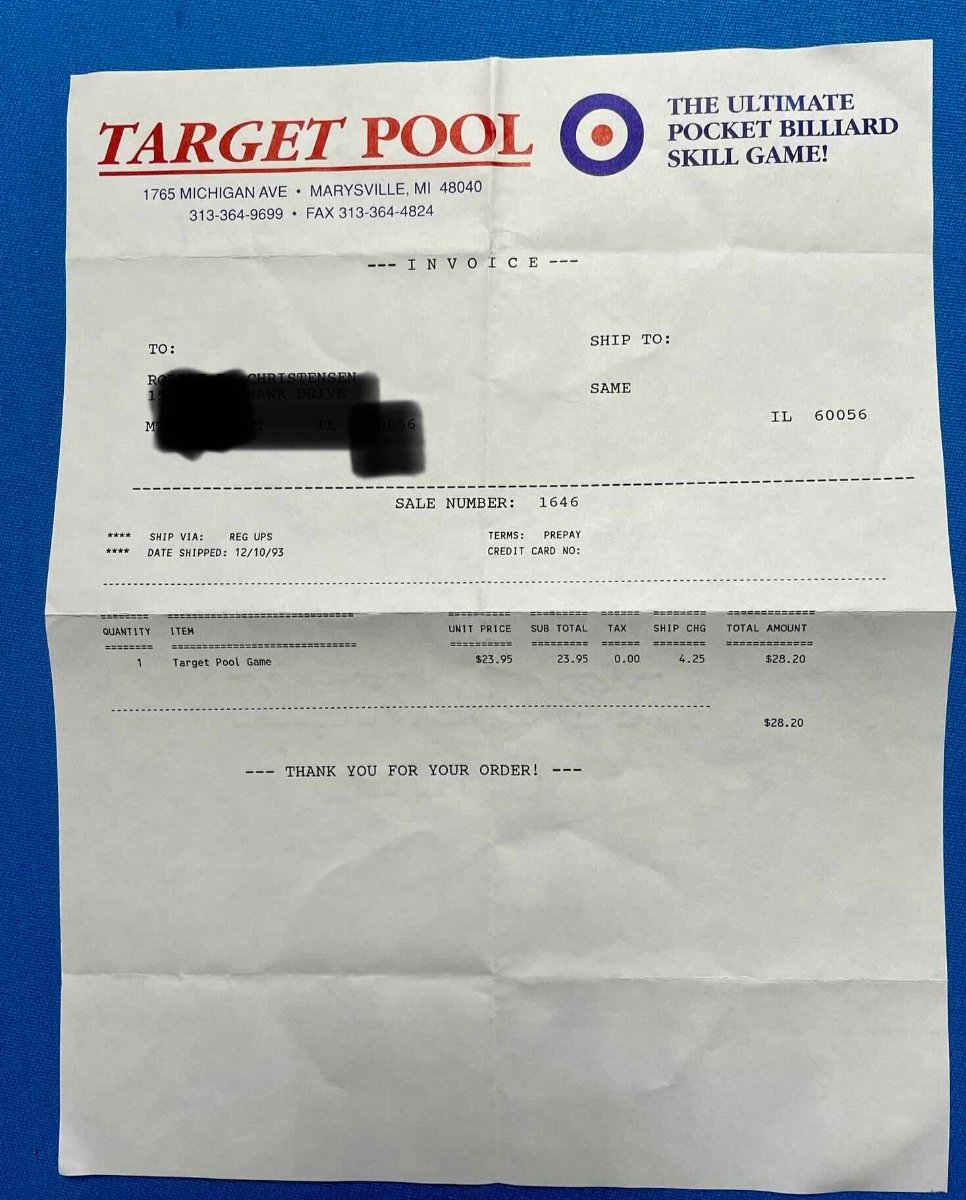 TARGET POOL
THE ULTIMATE
POCKET BILLIARD
SKILL GAME!
1765 MICHIGAN AVE • MARYSVILLE, MI 48040
313-364-9699 • FAX 313-364-4824
--- I N V O I C E ---
TO:
SHIP TO:
CHRISTENSEN
DRIVE
IL
SAME
IL 60056
SALE NUMBER: 1646
**** SHIP VIA: REG UPS TERMS: PREPAY
**** DATE SHIPPED: 12/10/93 CREDIT CARD NO:
QUANTITY ITEM UNIT PRICE SUB TOTAL TAX SHIP CHG TOTAL AMOUNT
1 Target Pool Game $23.95 23.95 0.00 4.25 $28.20
$28.20
--- THANK YOU FOR YOUR ORDER! ---